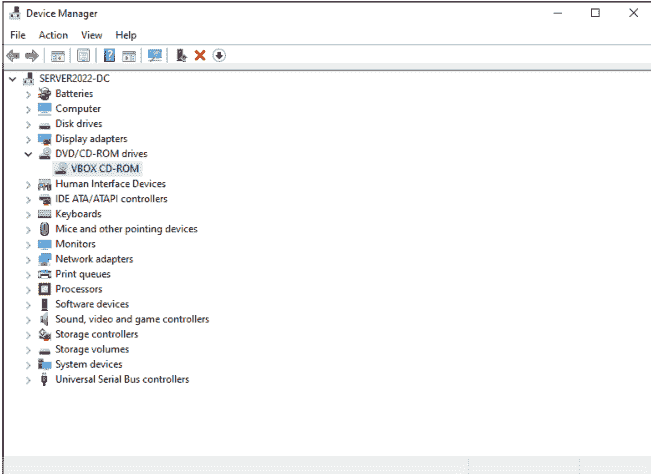 Device Manager
File Action View Help
SERVER2022-DC
Batteries
Computer
Disk drives
Display adapters
DVD/CD-ROM drives
VBOX CD-ROM
Human Interface Devices
IDE ATA/ATAPI controllers
Keyboards
Mice and other pointing devices
Monitors
Network adapters
Print queues
Processors
Software devices
Sound, video and game controllers
Storage controllers
Storage volumes
System devices
Universal Serial Bus controllers